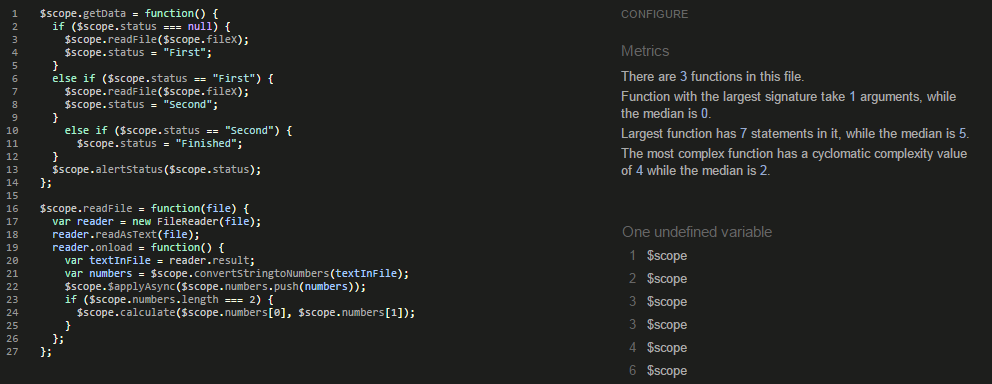 1 $scope.getData = function() {
2 if ($scope.status === null) {
3 $scope.readFile($scope.fileX);
4 $scope.status = "First";
5 }
6 else if ($scope.status == "First") {
7 $scope.readFile($scope.fileX);
8 $scope.status = "Second";
9 }
10 else if ($scope.status == "Second") {
11 $scope.status = "Finished";
12 }
13 $scope.alertStatus($scope.status);
14 };
15
16 $scope.readFile = function(file) {
17 var reader = new FileReader(file);
18 reader.readAsText(file);
19 reader.onload = function() {
20 var textInFile = reader.result;
21 var numbers = $scope.convertStringtoNumbers(textInFile);
22 $scope.$applyAsync($scope.numbers.push(numbers));
23 if ($scope.numbers.length === 2) {
24 $scope.calculate($scope.numbers[0], $scope.numbers[1]);
25 }
26 };
27 };
CONFIGURE
Metrics
There are 3 functions in this file.
Function with the largest signature take 1 arguments, while
the median is 0.
Largest function has 7 statements in it, while the median is 5.
The most complex function has a cyclomatic complexity value
of 4 while the median is 2.
One undefined variable
1 $scope
2 $scope
3 $scope
3 $scope
4 $scope
6 $scope